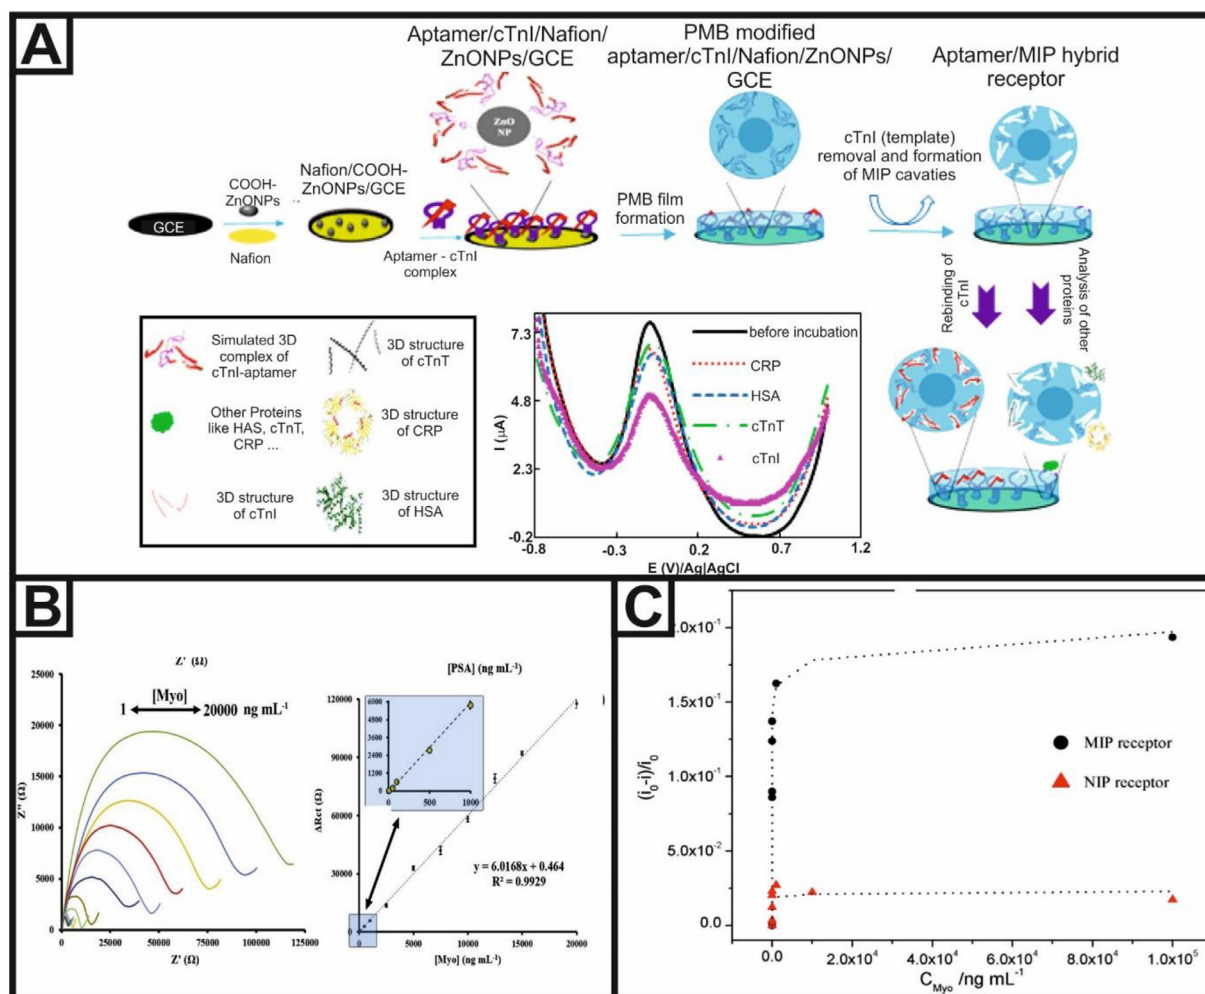 A
Aptamer/cTnI/Nafion/
ZnONPs/GCE
PMB modified
aptamer/cTnI/Nafion/ZnONPs/
GCE
Aptamer/MIP hybrid
receptor
ZnO
NP
COOH-
ZnONPs
Nafion/COOH-
ZnONPs/GCE
cTnI (template)
removal and formation
of MIP cavaties
GCE
Nafion
Aptamer - cTnI
complex
PMB film
formation
Rebinding of
cTnI
Analysis of other
proteins
Simulated 3D
complex of
cTnI-aptamer
3D structure
of cTnT
Other Proteins
like HAS, cTnT,
CRP ...
3D structure
of CRP
3D structure
of cTnI
3D structure
of HSA
I (µA)
7.3
4.8
2.3
-0.2
-0.8
-0.3
0.2
0.7
1.2
E (V)/Ag|AgCl
before incubation
CRP
HSA
cTnT
cTnI
B
Z' (Ω)
[Myo]
1
20000 ng mL-1
Z'' (Ω)
25000
20000
15000
10000
5000
0
0
25000
50000
75000
100000
125000
Z' (Ω)
[PSA] (ng mL-1)
ΔRct (Ω)
120000
90000
60000
30000
0
6000
4800
3600
2400
1200
0
0
500
1000
y = 6.0168x + 0.464
R² = 0.9929
0
5000
10000
15000
20000
[Myo] (ng mL-1)
C
(i0-i)/i0
2.0x10-1
1.5x10-1
1.0x10-1
5.0x10-2
0.0
MIP receptor
NIP receptor
0.0
2.0x104
4.0x104
6.0x104
8.0x104
1.0x105
CMyo /ng mL-1